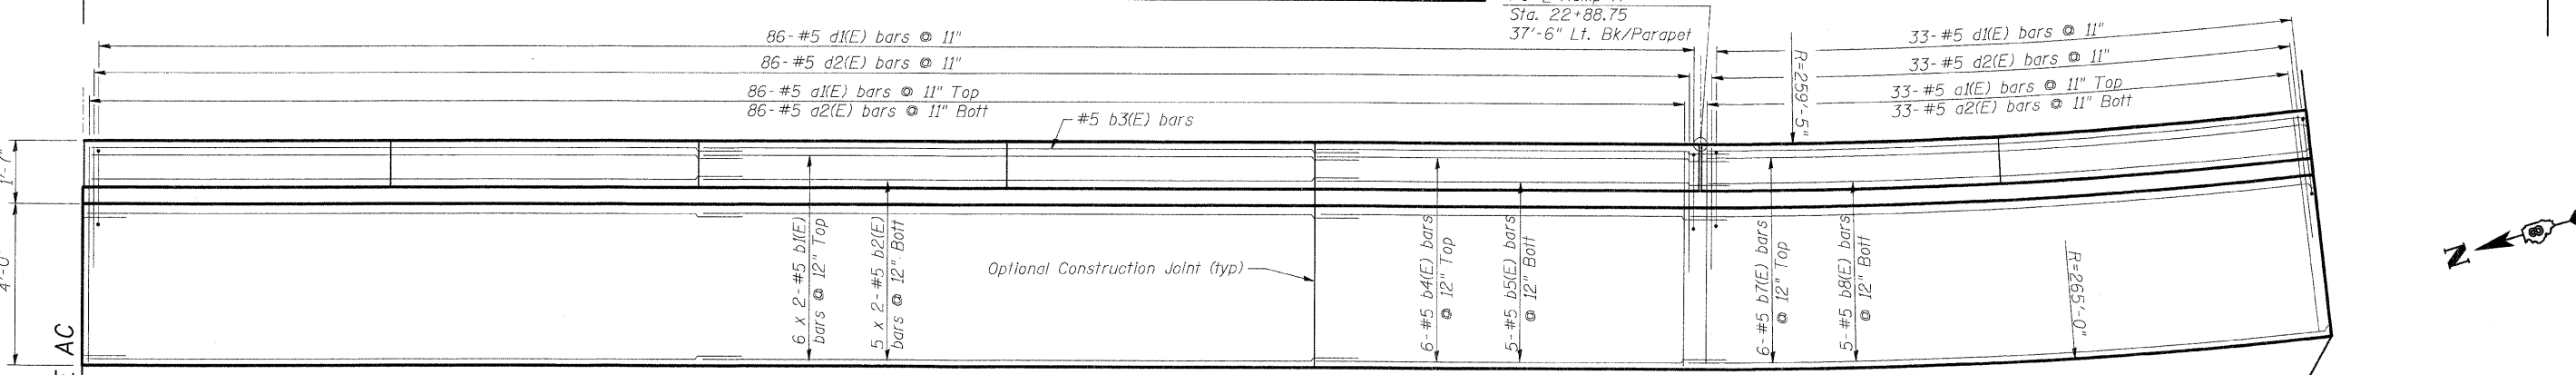 Sta. 22+88.75
37'-6" Lt. Bk/Parapet
86-#5 d1(E) bars @ 11"
86-#5 d2(E) bars @ 11"
86-#5 a1(E) bars @ 11" Top
86-#5 a2(E) bars @ 11" Bott
33-#5 d1(E) bars @ 11"
33-#5 d2(E) bars @ 11"
33-#5 a1(E) bars @ 11" Top
33-#5 a2(E) bars @ 11" Bott
R=259'-5"
#5 b3(E) bars
1'-7"
4'-0"
6 x 2-#5 b1(E)
bars @ 12" Top
5 x 2-#5 b2(E)
bars @ 12" Bott
Optional Construction Joint (typ)
6-#5 b4(E) bars
@ 12" Top
5-#5 b5(E) bars
@ 12" Bott
6-#5 b7(E) bars
@ 12" Top
5-#5 b8(E) bars
@ 12" Bott
R=265'-0"
AC
N